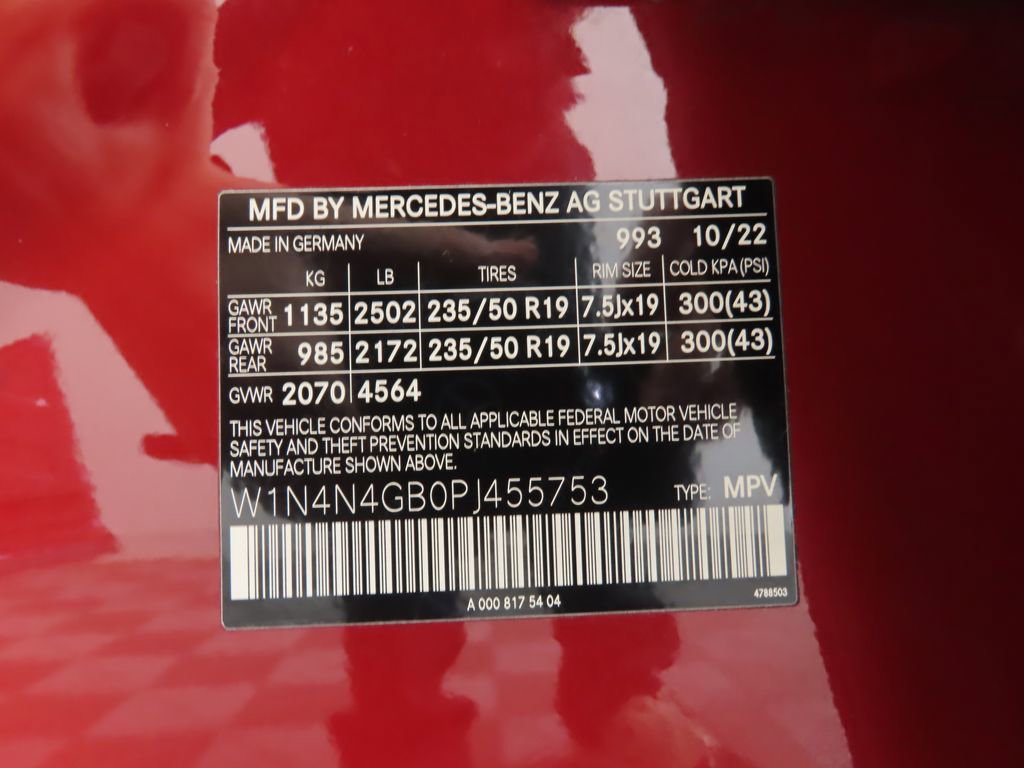 MFD BY MERCEDES-BENZ AG STUTTGART
MADE IN GERMANY 993 10/22
KG LB TIRES RIM SIZE COLD KPA (PSI)
GAWR FRONT 1135 2502 235/50 R19 7.5Jx19 300(43)
GAWR REAR 985 2172 235/50 R19 7.5Jx19 300(43)
GVWR 2070 4564
THIS VEHICLE CONFORMS TO ALL APPLICABLE FEDERAL MOTOR VEHICLE
SAFETY AND THEFT PREVENTION STANDARDS IN EFFECT ON THE DATE OF
MANUFACTURE SHOWN ABOVE.
W1N4N4GB0PJ455753 TYPE: MPV
A 000 817 54 04 4788503